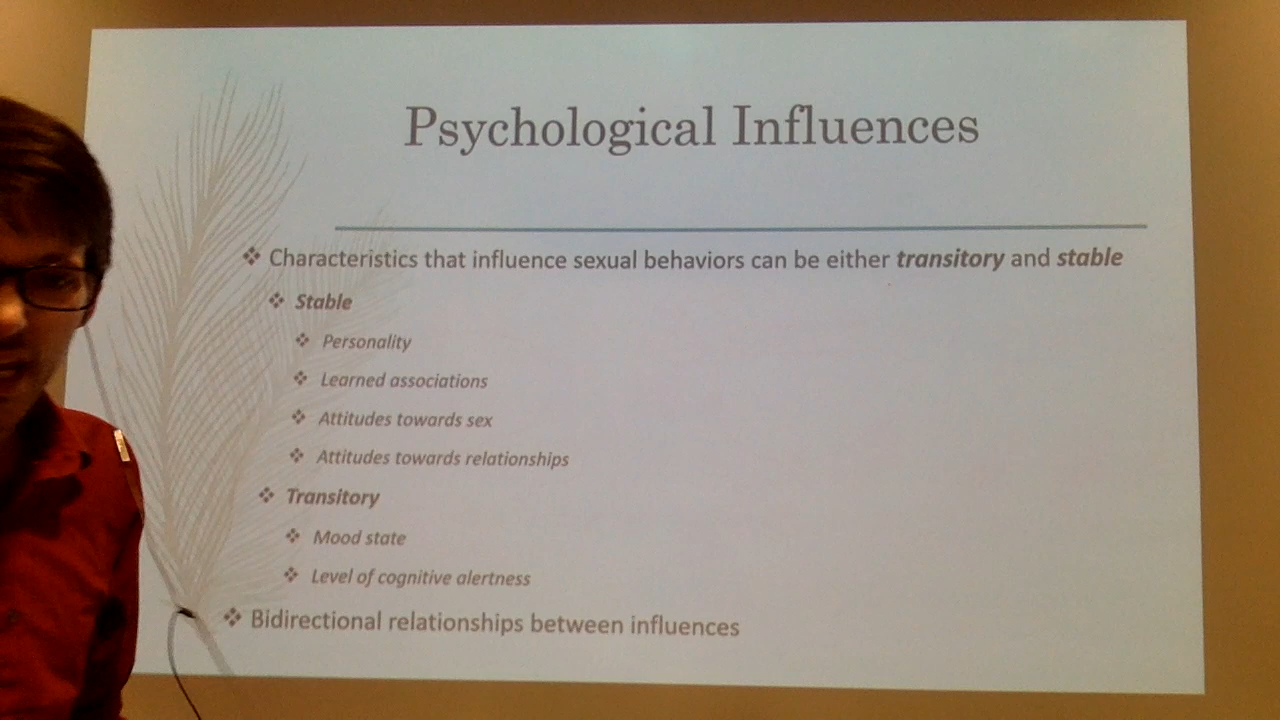 Psychological Influences
Characteristics that influence sexual behaviors can be either transitory and stable
Stable
Personality
Learned associations
Attitudes towards sex
Attitudes towards relationships
Transitory
Mood state
Level of cognitive alertness
Bidirectional relationships between influences